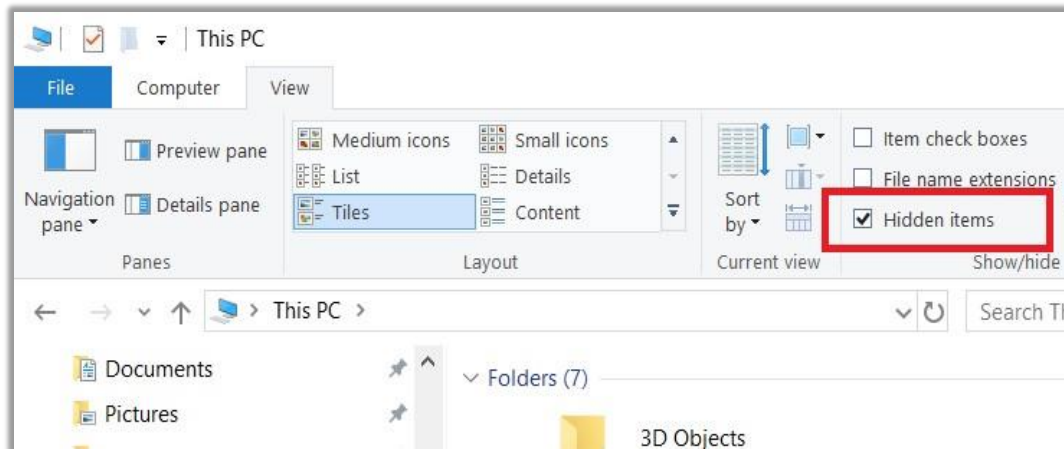 This PC
File Computer View
Preview pane
Details pane
Navigation
pane
Panes
Medium icons Small icons
List Details
Tiles Content
Layout
Sort
by
Current view
Item check boxes
File name extensions
Hidden items
Show/hide
This PC
Search
Documents
Pictures
Folders (7)
3D Objects